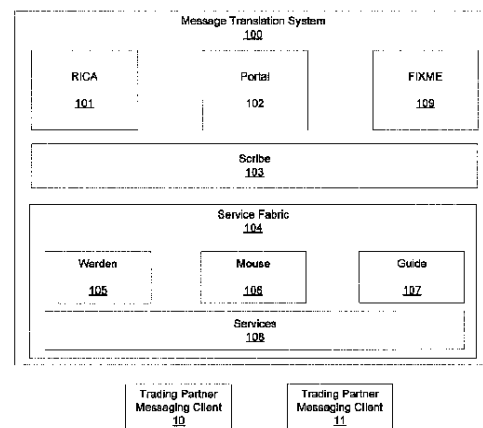 Message Translation System
100
RICA
101
Portal
102
FIXME
109
Scribe
103
Service Fabric
104
Warden
105
Mouse
106
Guide
107
Services
108
Trading Partner
Messaging Client
10
Trading Partner
Messaging Client
11